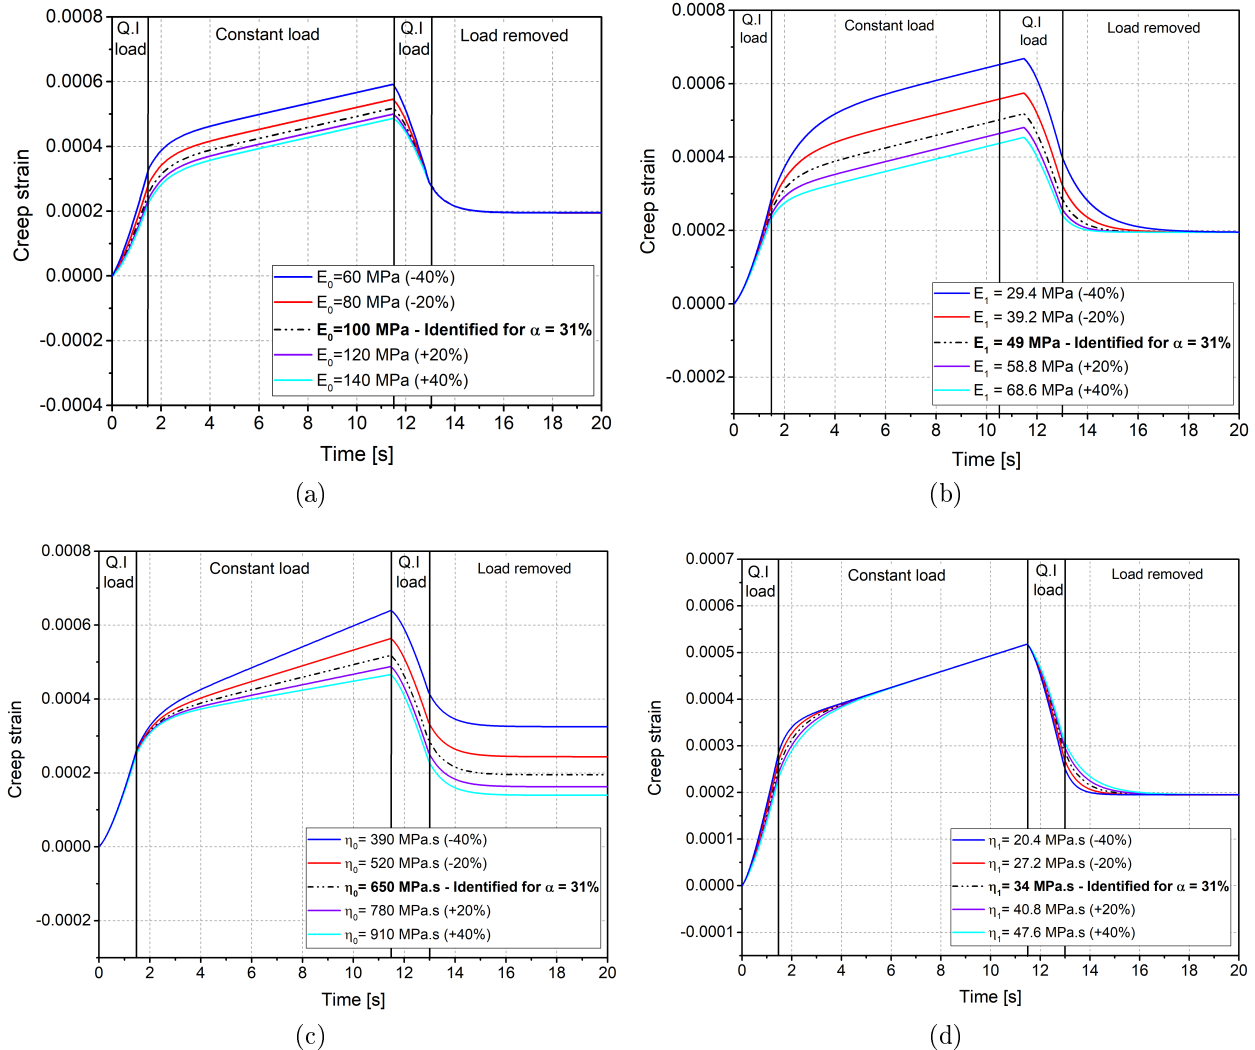 0.0008
0.0006
0.0004
0.0002
0.0000
-0.0002
-0.0004
Creep strain
Q.I
load
Constant load
Q.I
load
Load removed
E0=60 MPa (-40%)
E0=80 MPa (-20%)
E0=100 MPa - Identified for α = 31%
E0=120 MPa (+20%)
E0=140 MPa (+40%)
0 2 4 6 8 10 12 14 16 18 20
Time [s]
(a)
0.0008
0.0006
0.0004
0.0002
0.0000
-0.0002
Creep strain
Q.I
load
Constant load
Q.I
load
Load removed
E1 = 29.4 MPa (-40%)
E1 = 39.2 MPa (-20%)
E1 = 49 MPa - Identified for α = 31%
E1 = 58.8 MPa (+20%)
E1 = 68.6 MPa (+40%)
0 2 4 6 8 10 12 14 16 18 20
Time [s]
(b)
0.0008
0.0006
0.0004
0.0002
0.0000
-0.0002
Creep strain
Q.I
load
Constant load
Q.I
load
Load removed
η0= 390 MPa.s (-40%)
η0= 520 MPa.s (-20%)
η0= 650 MPa.s - Identified for α = 31%
η0= 780 MPa.s (+20%)
η0= 910 MPa.s (+40%)
0 2 4 6 8 10 12 14 16 18 20
Time [s]
(c)
0.0007
0.0006
0.0005
0.0004
0.0003
0.0002
0.0001
0.0000
-0.0001
Creep strain
Q.I
load
Constant load
Q.I
load
Load removed
η1= 20.4 MPa.s (-40%)
η1= 27.2 MPa.s (-20%)
η1= 34 MPa.s - Identified for α = 31%
η1= 40.8 MPa.s (+20%)
η1= 47.6 MPa.s (+40%)
0 2 4 6 8 10 12 14 16 18 20
Time [s]
(d)